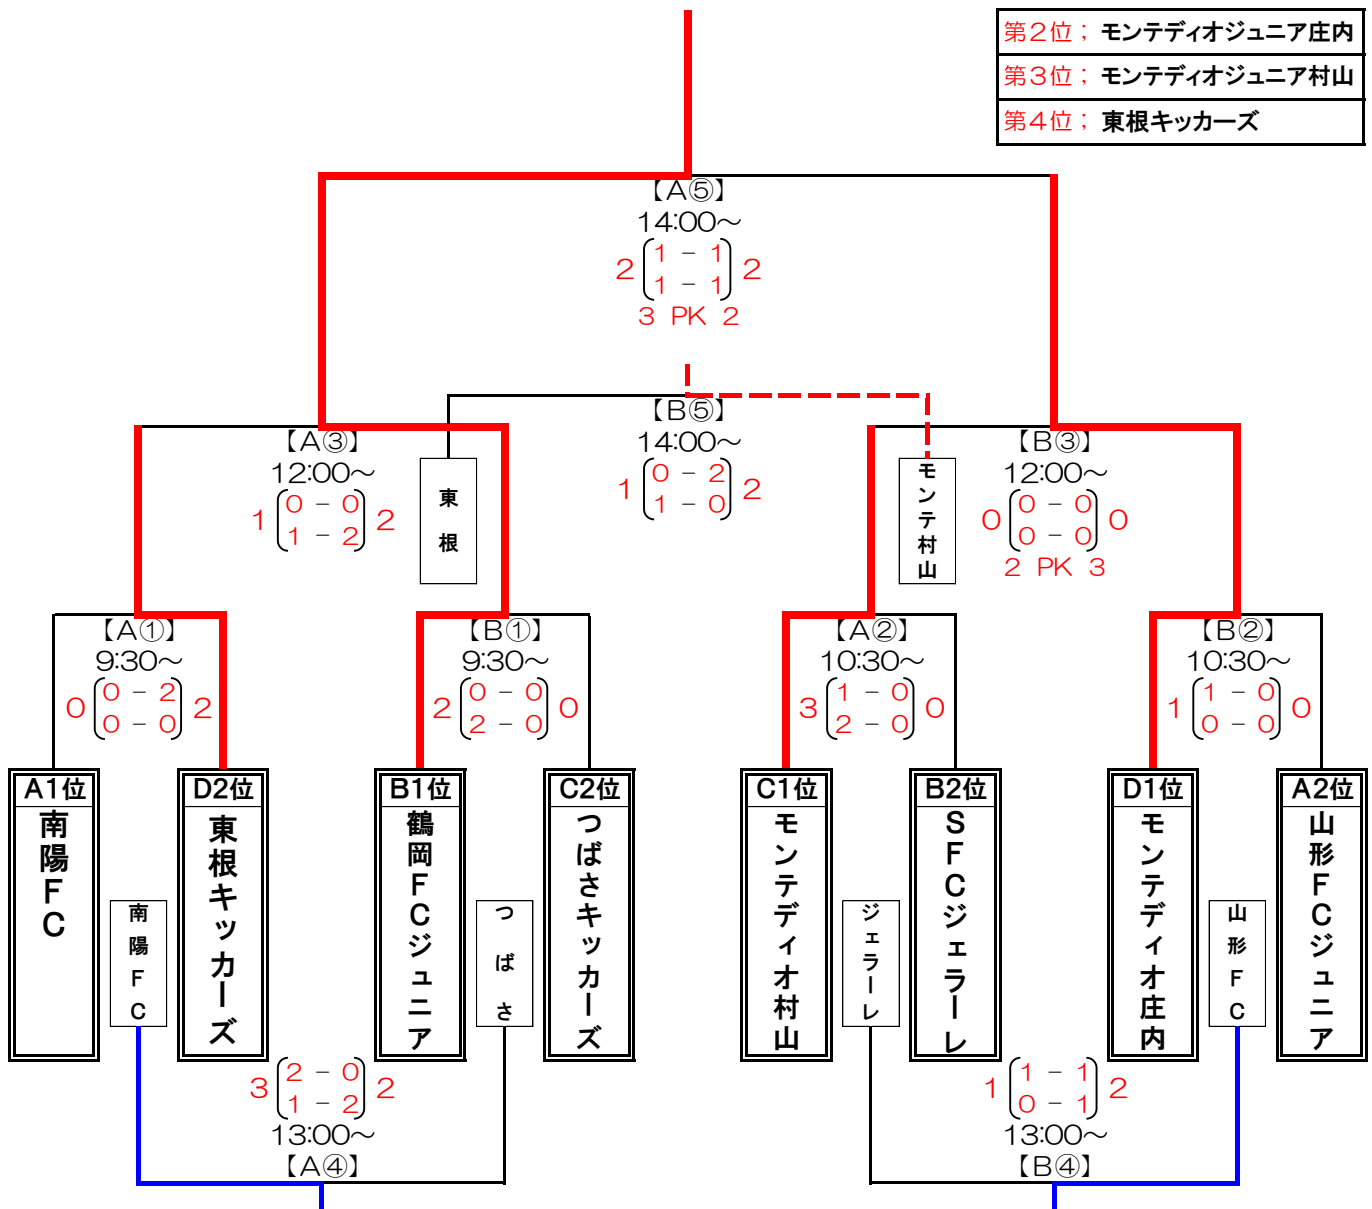 第2位； モンテディオジュニア庄内
第3位； モンテディオジュニア村山
第4位； 東根キッカーズ
【A⑤】
14:00～
2 1 - 1 2
1 - 1
3 PK 2
【B⑤】
14:00～
1 0 - 2 2
1 - 0
【A③】
12:00～
1 0 - 0 2
1 - 2
東根
モンテ村山
【B③】
12:00～
0 0 - 0 0
0 - 0
2 PK 3
【A①】
9:30～
0 0 - 2 2
0 - 0
【B①】
9:30～
2 0 - 0 0
2 - 0
【A②】
10:30～
3 1 - 0 0
2 - 0
【B②】
10:30～
1 1 - 0 0
0 - 0
A1位
南陽FC
D2位
東根キッカーズ
B1位
鶴岡FCジュニア
C2位
つばさキッカーズ
C1位
モンテディオ村山
B2位
SFCジェラーレ
D1位
モンテディオ庄内
A2位
山形FCジュニア
南陽FC
つばさ
ジェラーレ
山形FC
3 2 - 0 2
1 - 2
13:00～
【A④】
1 1 - 1 2
0 - 1
13:00～
【B④】